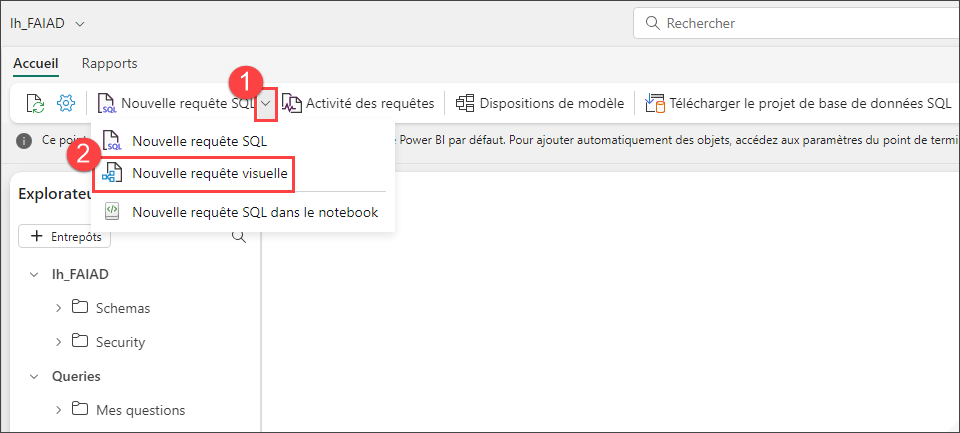 lh_FAIAD
Rechercher
Accueil
Rapports
1
Nouvelle requête SQL
Activité des requêtes
Dispositions de modèle
Télécharger le projet de base de données SQL
Ce point
Power BI par défaut. Pour ajouter automatiquement des objets, accédez aux paramètres du point de termi
Nouvelle requête SQL
2
Nouvelle requête visuelle
Nouvelle requête SQL dans le notebook
Explorateu
+ Entrepôts
lh_FAIAD
Schemas
Security
Queries
Mes questions